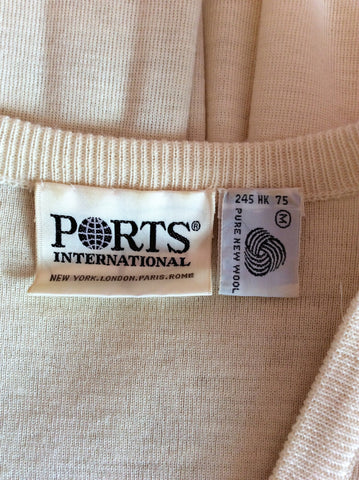 PORTS®
INTERNATIONAL
NEW YORK.LONDON.PARIS.ROME
245 HK 75
M
PURE NEW WOOL